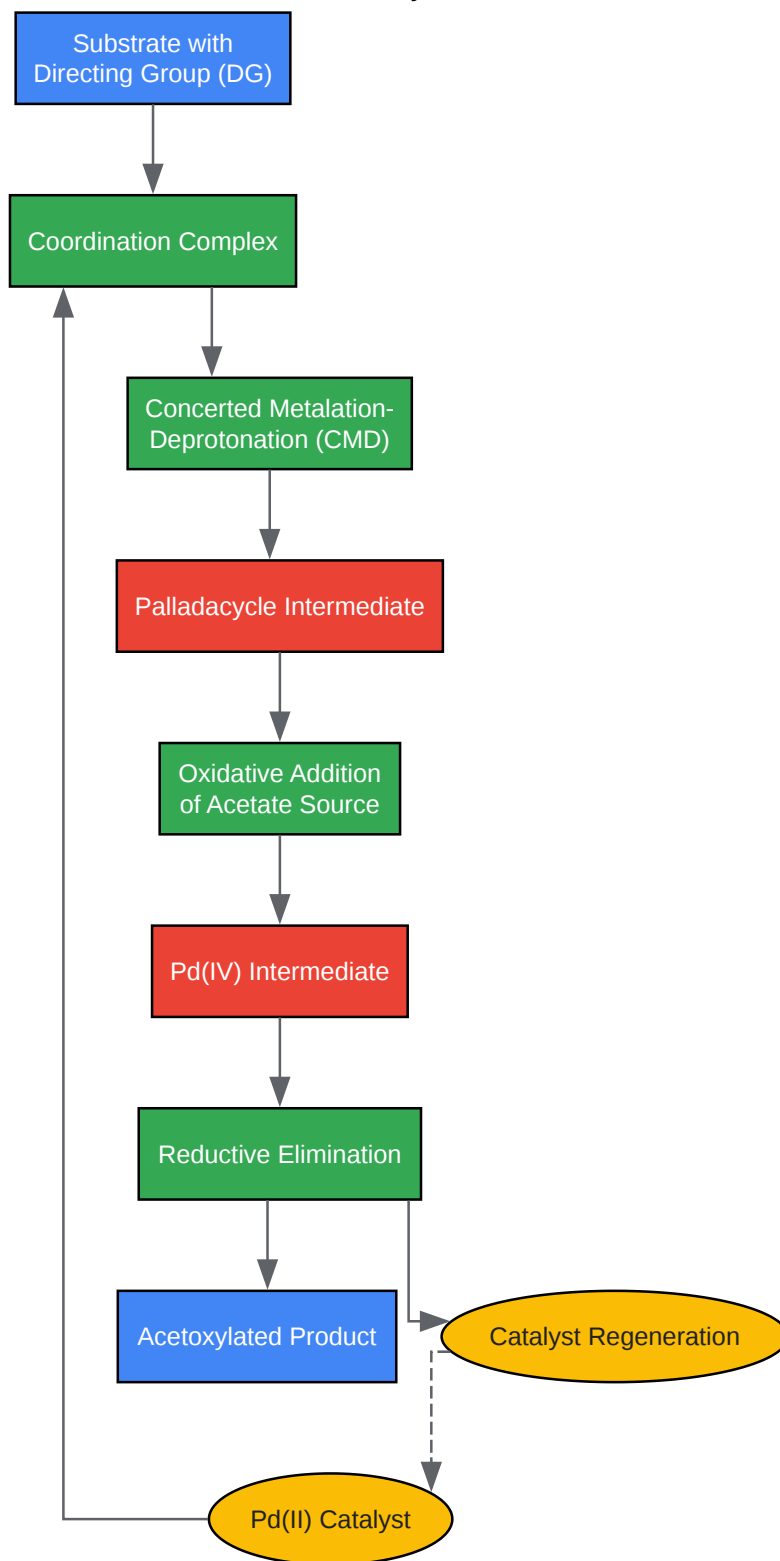 Substrate with
Directing Group (DG)
Coordination Complex
Concerted Metalation-
Deprotonation (CMD)
Palladacycle Intermediate
Oxidative Addition
of Acetate Source
Pd(IV) Intermediate
Reductive Elimination
Acetoxylated Product
Catalyst Regeneration
Pd(II) Catalyst